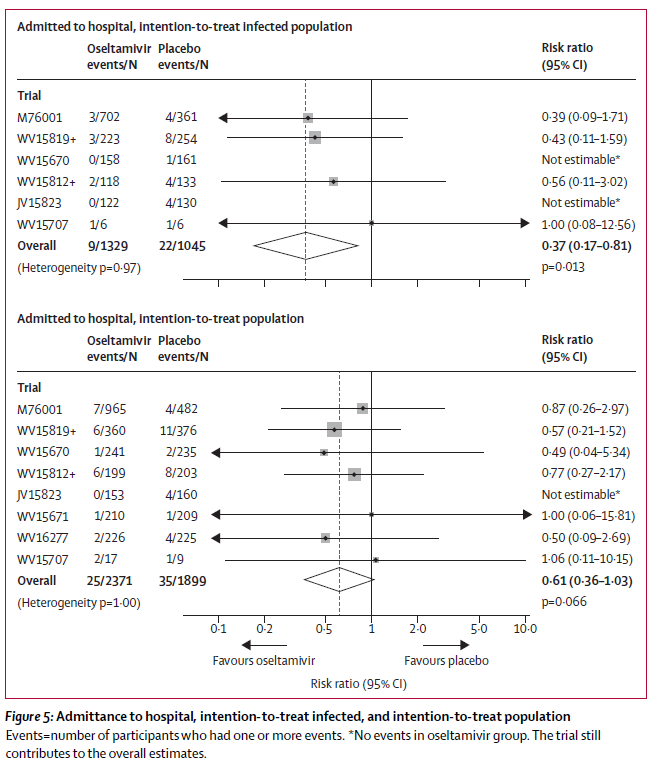 Admitted to hospital, intention-to-treat infected population
Oseltamivir Placebo Risk ratio
events/N events/N (95% CI)
Trial
M76001 3/702 4/361 0·39 (0·09–1·71)
WV15819+ 3/223 8/254 0·43 (0·11–1·59)
WV15670 0/158 1/161 Not estimable*
WV15812+ 2/118 4/133 0·56 (0·11–3·02)
JV15823 0/122 4/130 Not estimable*
WV15707 1/6 1/6 1·00 (0·08–12·56)
Overall 9/1329 22/1045 0·37 (0·17–0·81)
(Heterogeneity p=0·97) p=0·013
Admitted to hospital, intention-to-treat population
Oseltamivir Placebo Risk ratio
events/N events/N (95% CI)
Trial
M76001 7/965 4/482 0·87 (0·26–2·97)
WV15819+ 6/360 11/376 0·57 (0·21–1·52)
WV15670 1/241 2/235 0·49 (0·04–5·34)
WV15812+ 6/199 8/203 0·77 (0·27–2·17)
JV15823 0/153 4/160 Not estimable*
WV15671 1/210 1/209 1·00 (0·06–15·81)
WV16277 2/226 4/225 0·50 (0·09–2·69)
WV15707 2/17 1/9 1·06 (0·11–10·15)
Overall 25/2371 35/1899 0·61 (0·36–1·03)
(Heterogeneity p=1·00) p=0·066
0·1 0·2 0·5 1 2·0 5·0 10·0
Favours oseltamivir Favours placebo
Risk ratio (95% CI)
Figure 5: Admittance to hospital, intention-to-treat infected, and intention-to-treat population
Events=number of participants who had one or more events. *No events in oseltamivir group. The trial still
contributes to the overall estimates.